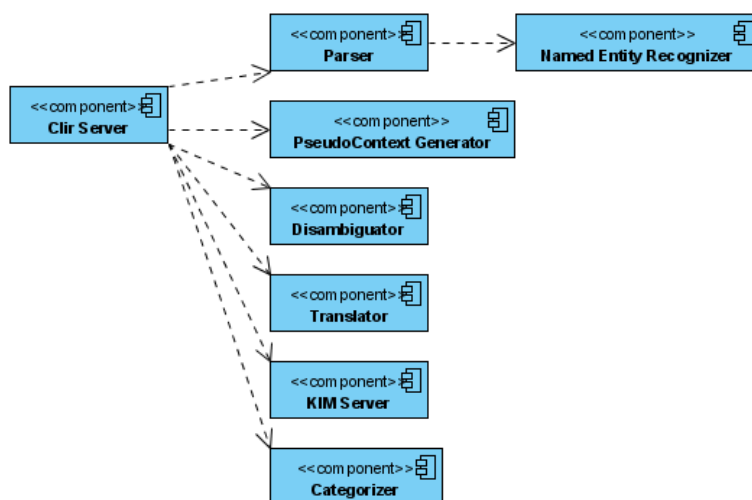 <<component>>
Parser
<<component>>
Named Entity Recognizer
<<component>>
Clir Server
<<component>>
PseudoContext Generator
<<component>>
Disambiguator
<<component>>
Translator
<<component>>
KIM Server
<<component>>
Categorizer